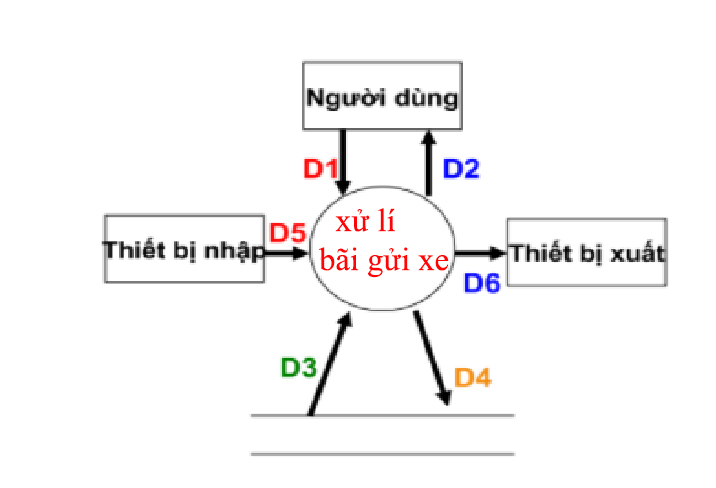 Người dùng
D1
D2
xử lí
bãi gửi xe
D5
Thiết bị nhập
Thiết bị xuất
D6
D3
D4